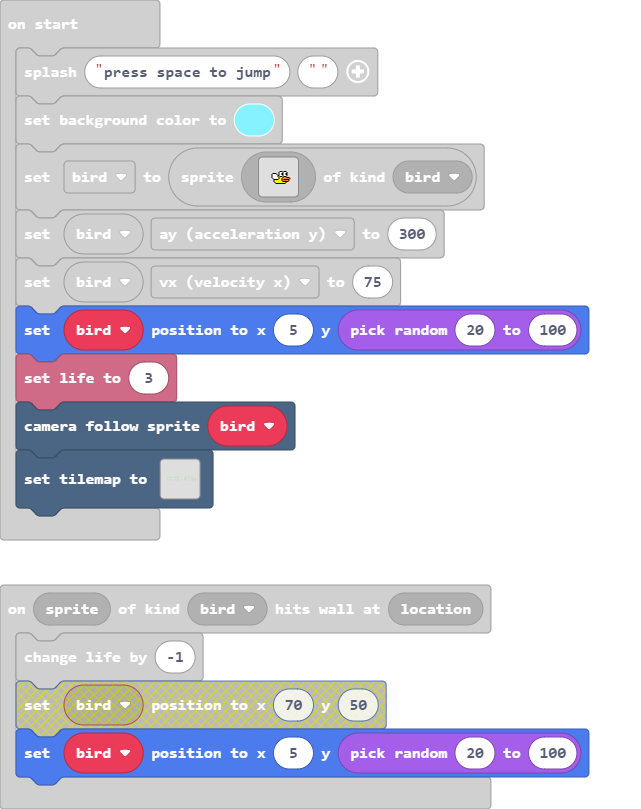 on start
splash "press space to jump" " "
set background color to
set bird to sprite of kind bird
set bird ay (acceleration y) to 300
set bird vx (velocity x) to 75
set bird position to x 5 y pick random 20 to 100
set life to 3
camera follow sprite bird
set tilemap to
on sprite of kind bird hits wall at location
change life by -1
set bird position to x 70 y 50
set bird position to x 5 y pick random 20 to 100